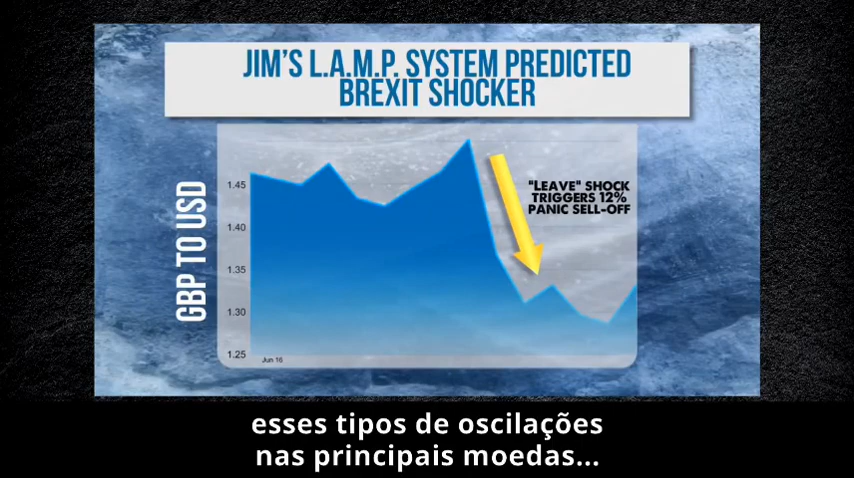 JIM'S L.A.M.P. SYSTEM PREDICTED
BREXIT SHOCKER
GBP TO USD
1.45
1.40
1.35
1.30
1.25
Jun 16
"LEAVE" SHOCK
TRIGGERS 12%
PANIC SELL-OFF
esses tipos de oscilações
nas principais moedas...